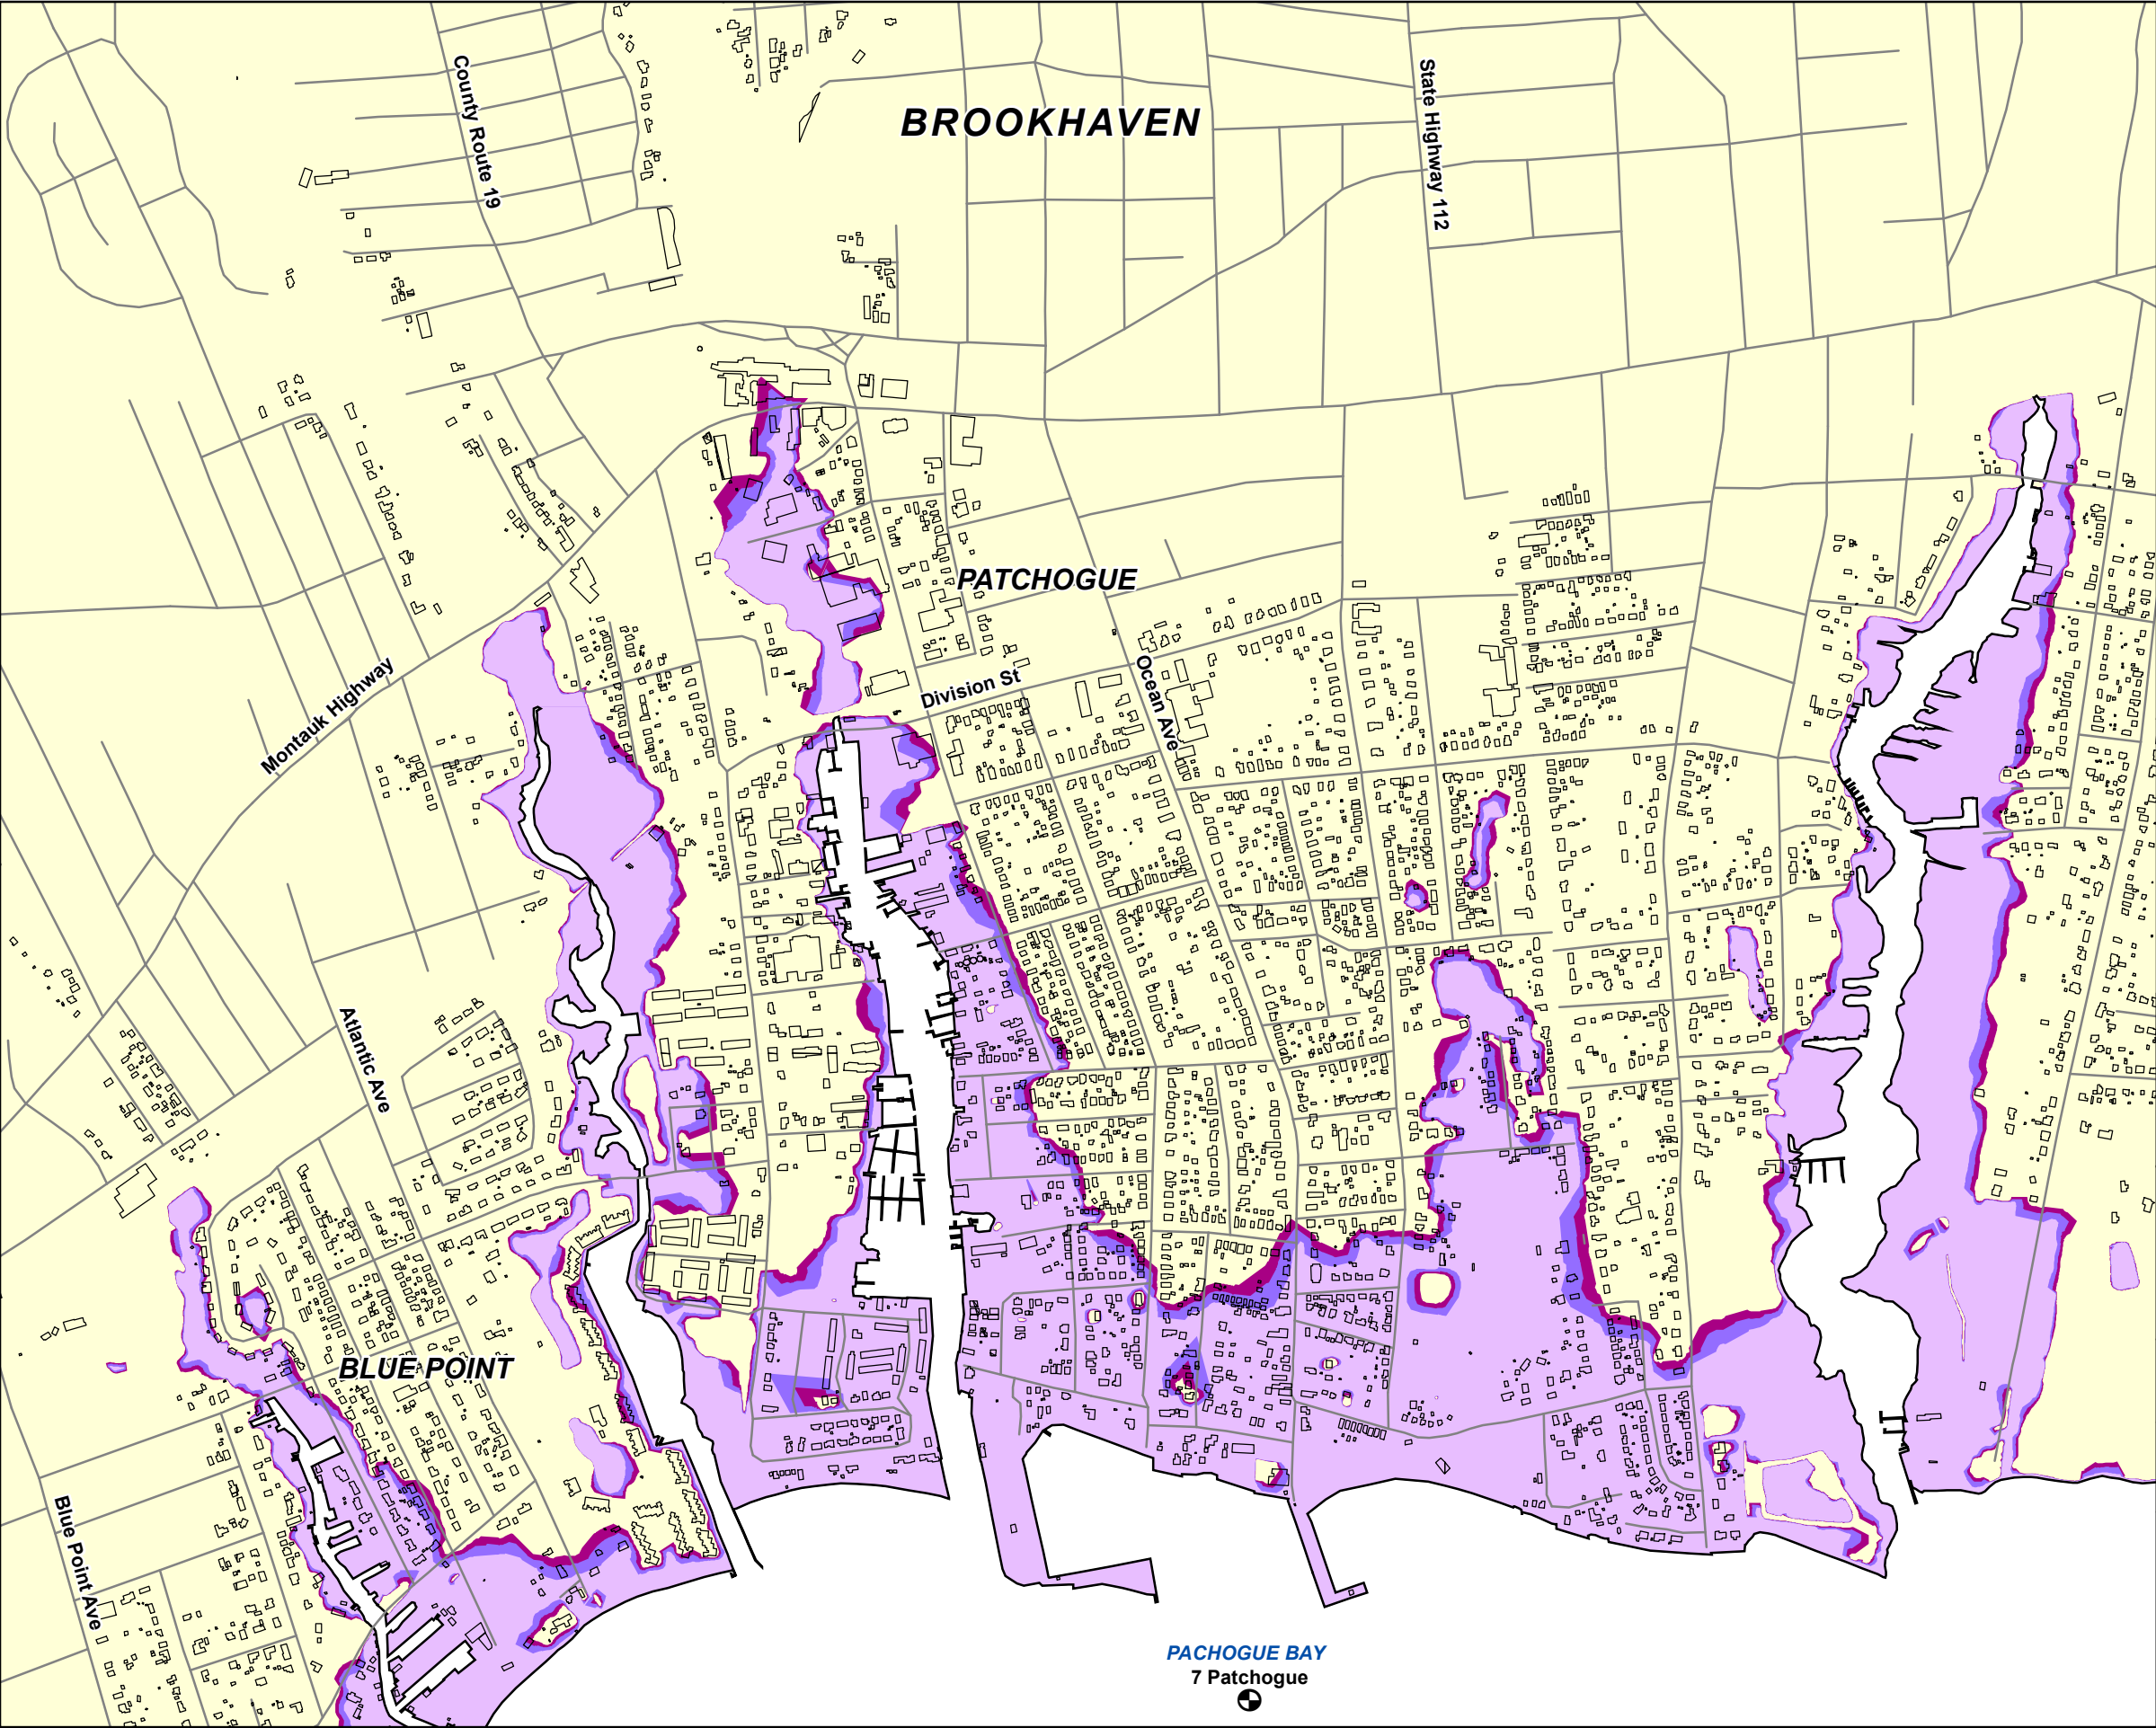 County Route 19
State Highway 112
BROOKHAVEN
PATCHOGUE
Montauk Highway
Division St
Ocean Ave
Atlantic Ave
BLUE POINT
Blue Point Ave
PACHOGUE BAY
7 Patchogue